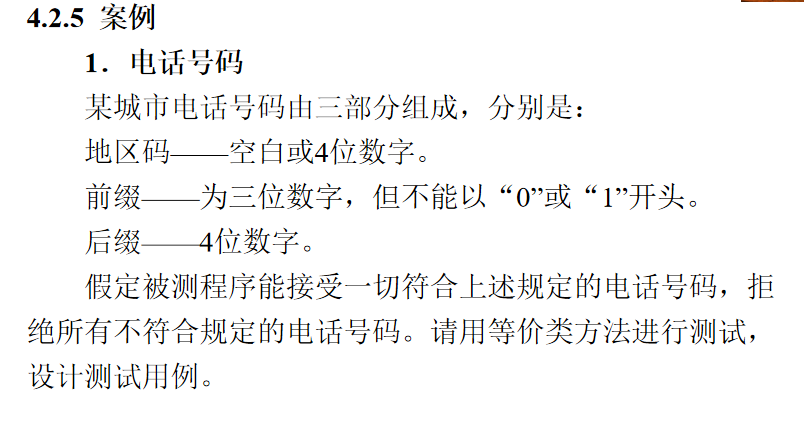 4.2.5 案例
1．电话号码
某城市电话号码由三部分组成，分别是：
地区码——空白或4位数字。
前缀——为三位数字，但不能以“0”或“1”开头。
后缀——4位数字。
假定被测程序能接受一切符合上述规定的电话号码，拒
绝所有不符合规定的电话号码。请用等价类方法进行测试，
设计测试用例。